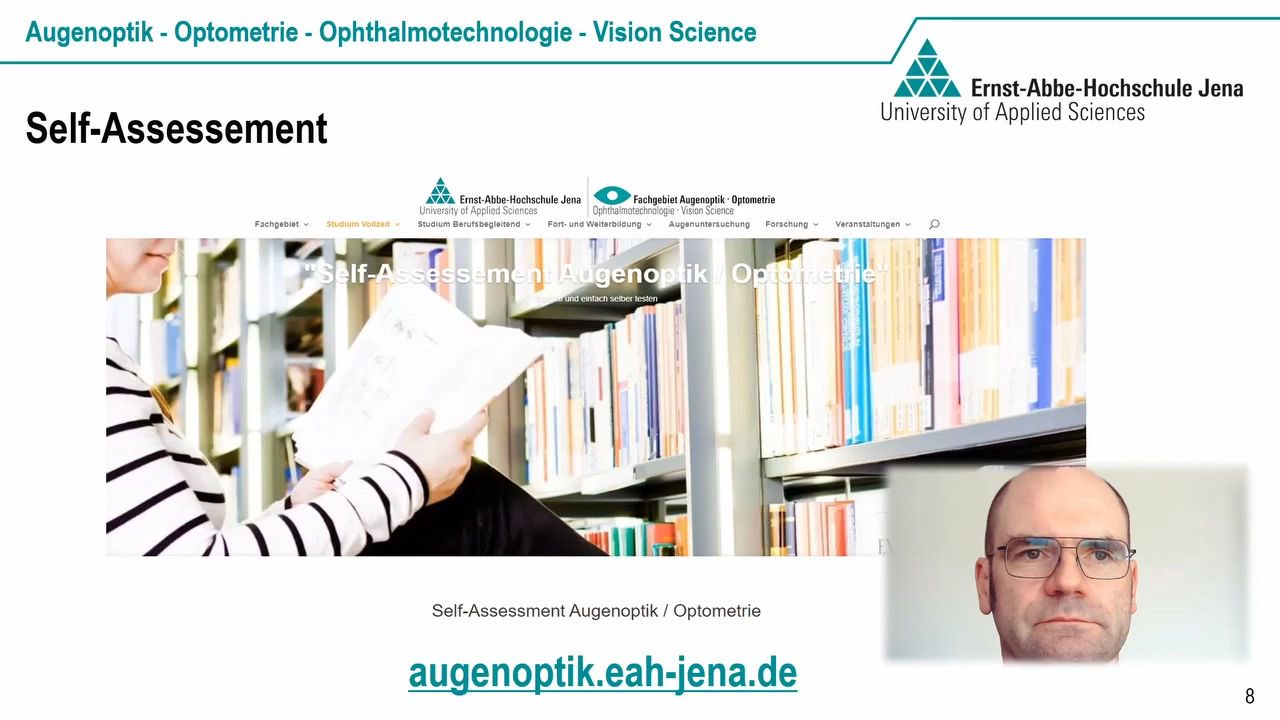 Augenoptik - Optometrie - Ophthalmotechnologie - Vision Science
Ernst-Abbe-Hochschule Jena
University of Applied Sciences
Self-Assessement
Ernst-Abbe-Hochschule Jena
University of Applied Sciences
Fachgebiet Augenoptik · Optometrie
Ophthalmotechnologie · Vision Science
Fachgebiet Studium Vollzeit Studium Berufsbegleitend Fort- und Weiterbildung Augenuntersuchung Forschung Veranstaltungen
"Self-Assessement Augenoptik / Optometrie"
und einfach selber testen
Self-Assessment Augenoptik / Optometrie
augenoptik.eah-jena.de
8